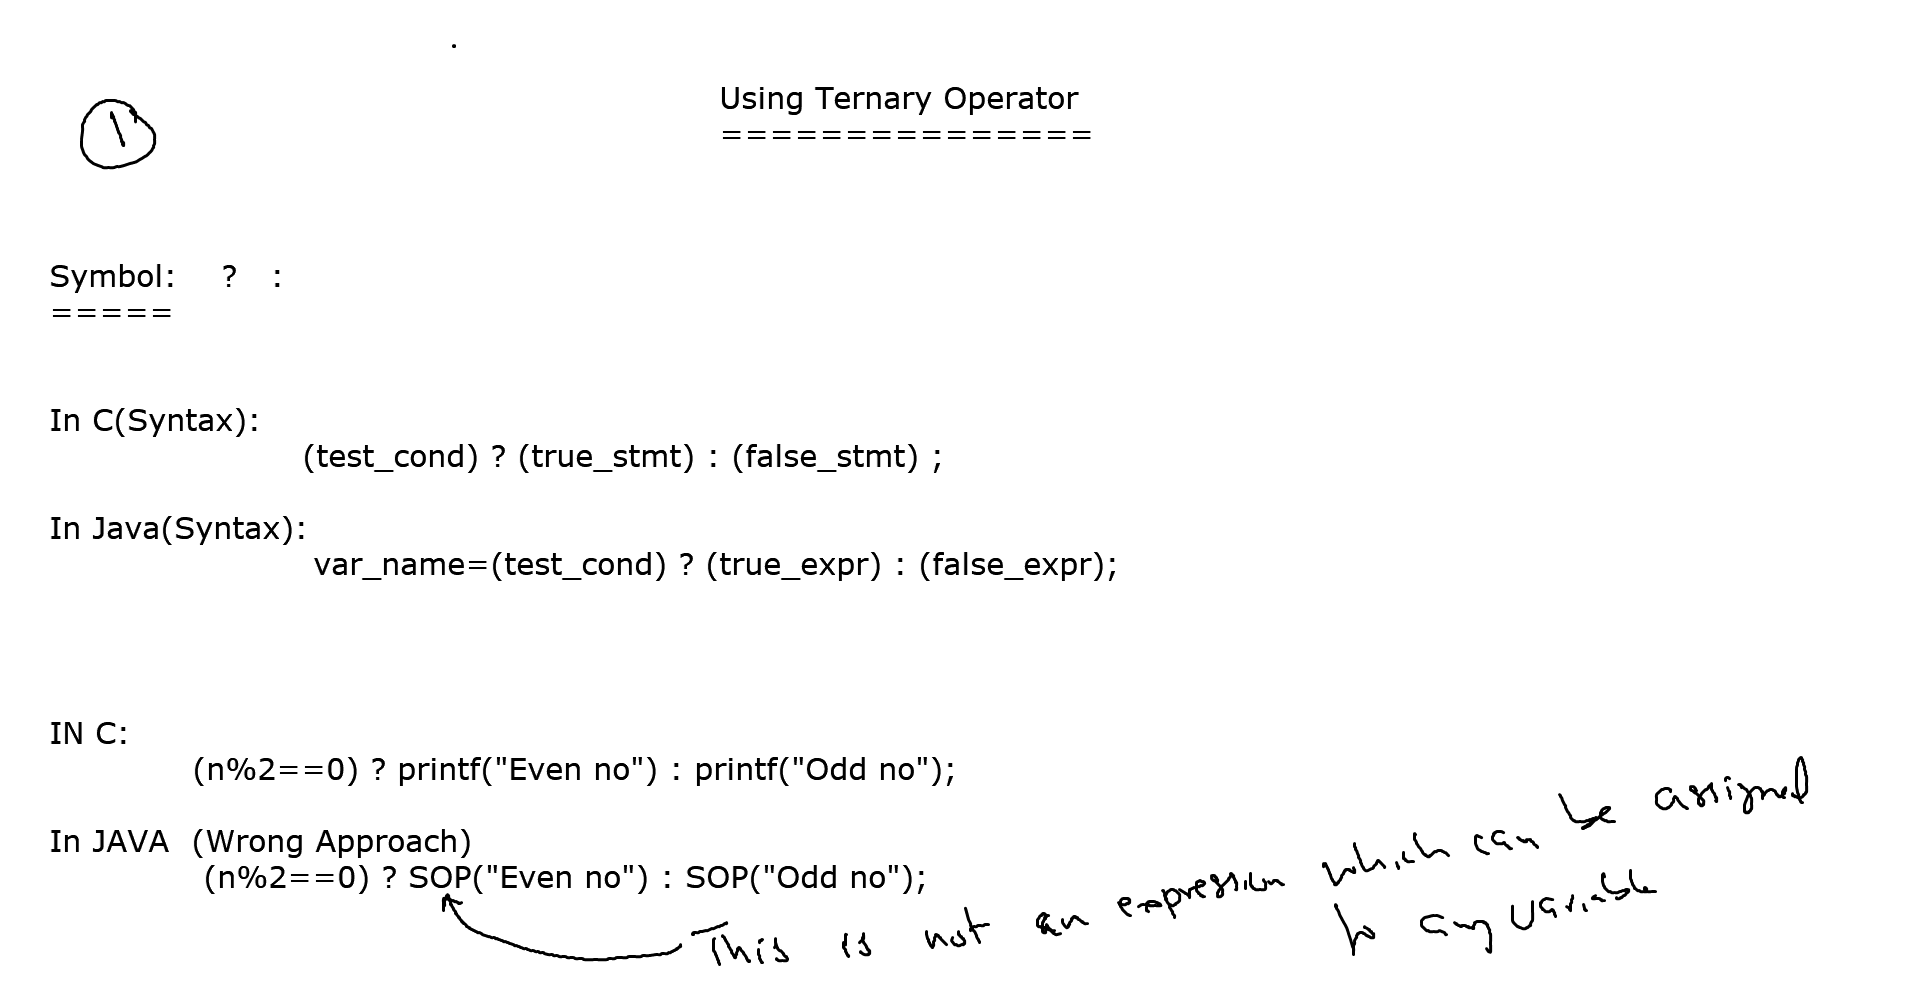 1
Using Ternary Operator
===============
Symbol: ? :
=====
In C(Syntax):
(test_cond) ? (true_stmt) : (false_stmt) ;
In Java(Syntax):
var_name=(test_cond) ? (true_expr) : (false_expr);
IN C:
(n%2==0) ? printf("Even no") : printf("Odd no");
In JAVA (Wrong Approach)
(n%2==0) ? SOP("Even no") : SOP("Odd no");
This is not an expression which can be assigned
to any variable